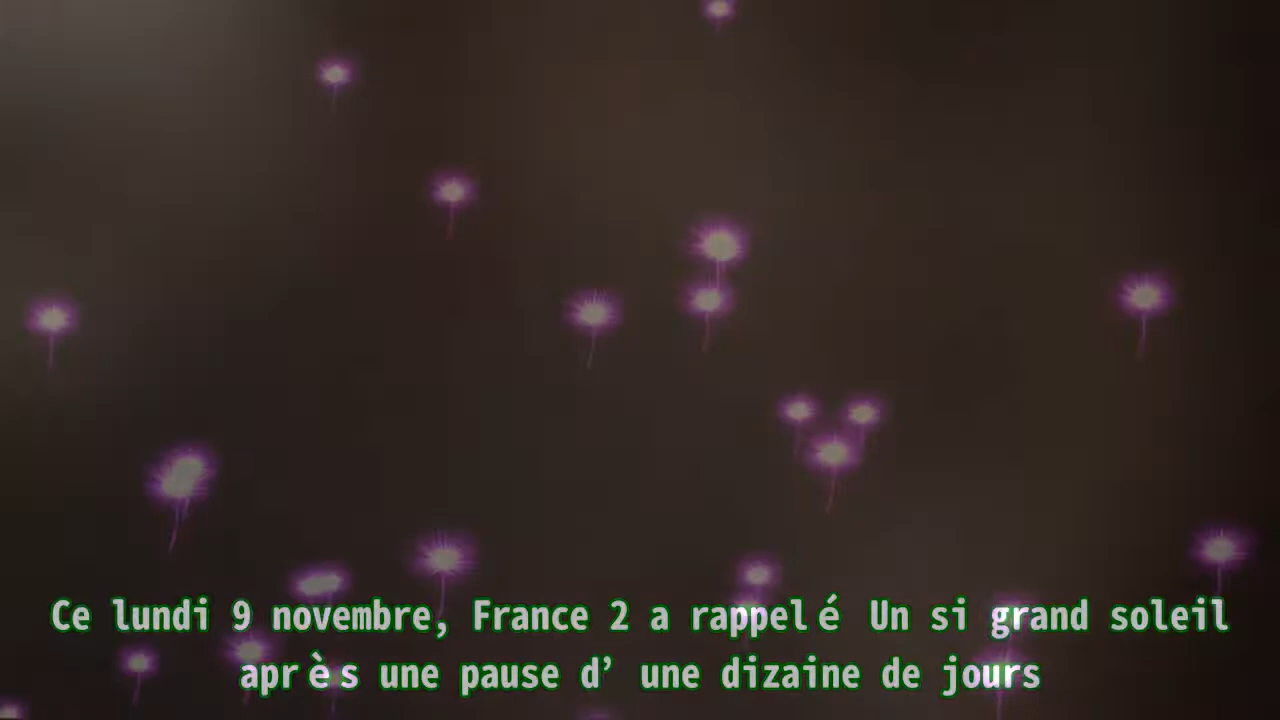 Ce lundi 9 novembre, France 2 a rappelé Un si grand soleil
après une pause d’ une dizaine de jours